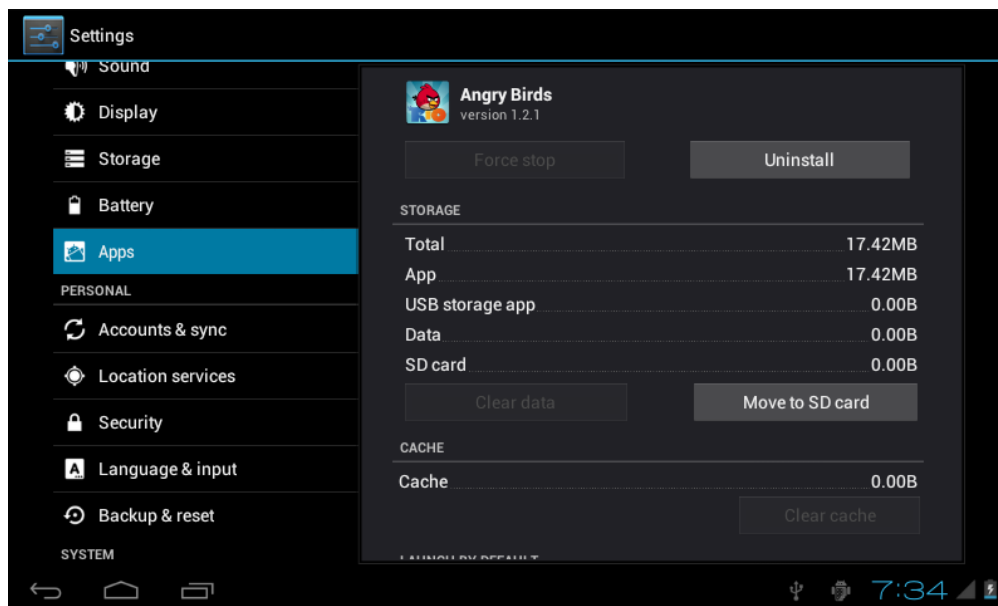 Settings
Sound
Display
Storage
Battery
Apps
PERSONAL
Accounts & sync
Location services
Security
Language & input
Backup & reset
SYSTEM
Angry Birds
version 1.2.1
Force stop
Uninstall
STORAGE
Total 17.42MB
App 17.42MB
USB storage app 0.00B
Data 0.00B
SD card 0.00B
Clear data
Move to SD card
CACHE
Cache 0.00B
Clear cache
LAUNCH BY DEFAULT
7:34